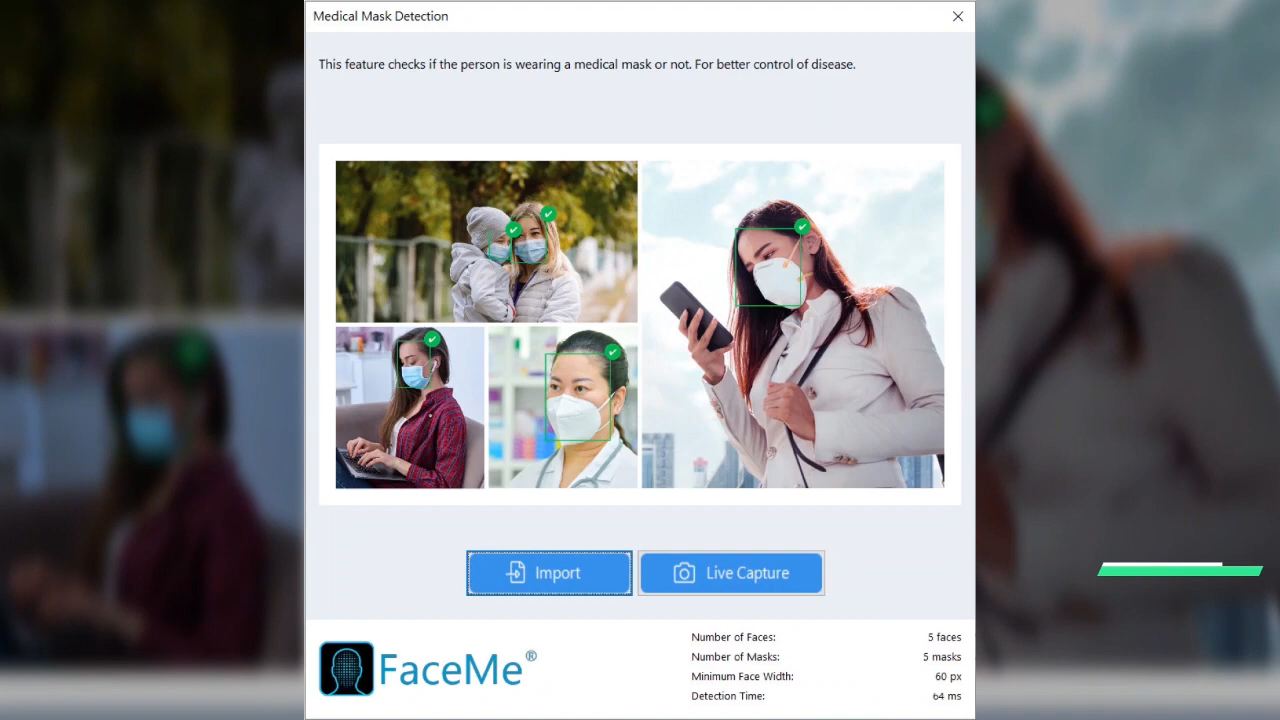 Medical Mask Detection
This feature checks if the person is wearing a medical mask or not. For better control of disease.
Import
Live Capture
FaceMe®
Number of Faces: 5 faces
Number of Masks: 5 masks
Minimum Face Width: 60 px
Detection Time: 64 ms